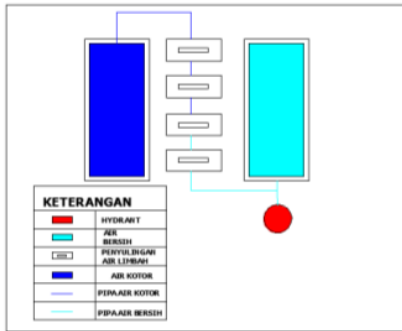 KETERANGAN
HYDRANT
AIR
BERSIH
PENYULINGAN
AIR LIMBAH
AIR KOTOR
PIPA AIR KOTOR
PIPA AIR BERSIH